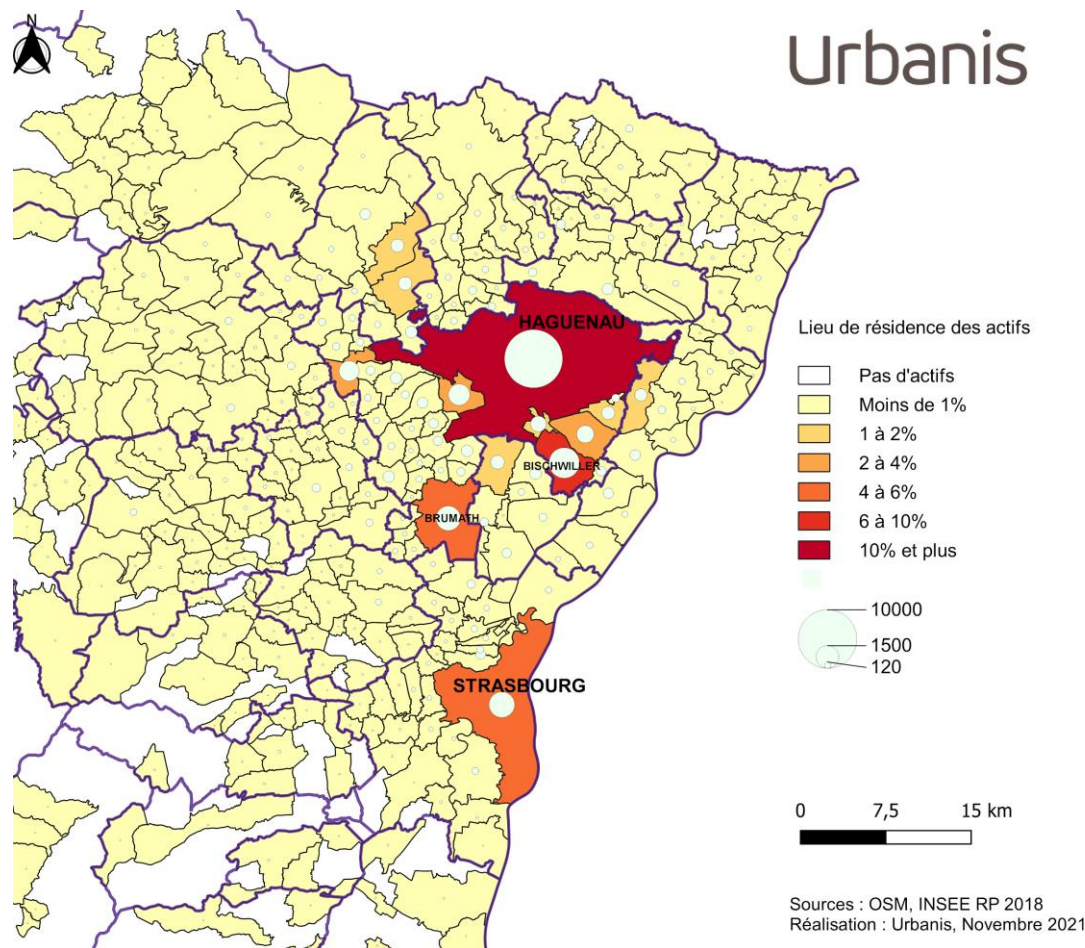 N
Urbanis
HAGUENAU
BISCHWILLER
BRUMATH
STRASBOURG
Lieu de résidence des actifs
Pas d'actifs
Moins de 1%
1 à 2%
2 à 4%
4 à 6%
6 à 10%
10% et plus
10000
1500
120
0 7,5 15 km
Sources : OSM, INSEE RP 2018
Réalisation : Urbanis, Novembre 2021